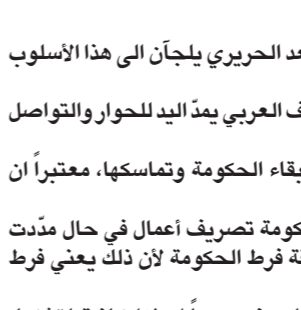 عد الحريري يلجآن الى هذا الأسلوب
ف العربي يمدّ اليد للحوار والتواصل
بقاء الحكومة وتماسكها، معتبراً ان
كومة تصريف أعمال في حال مدّدت
ة فرط الحكومة لأن ذلك يعني فرط